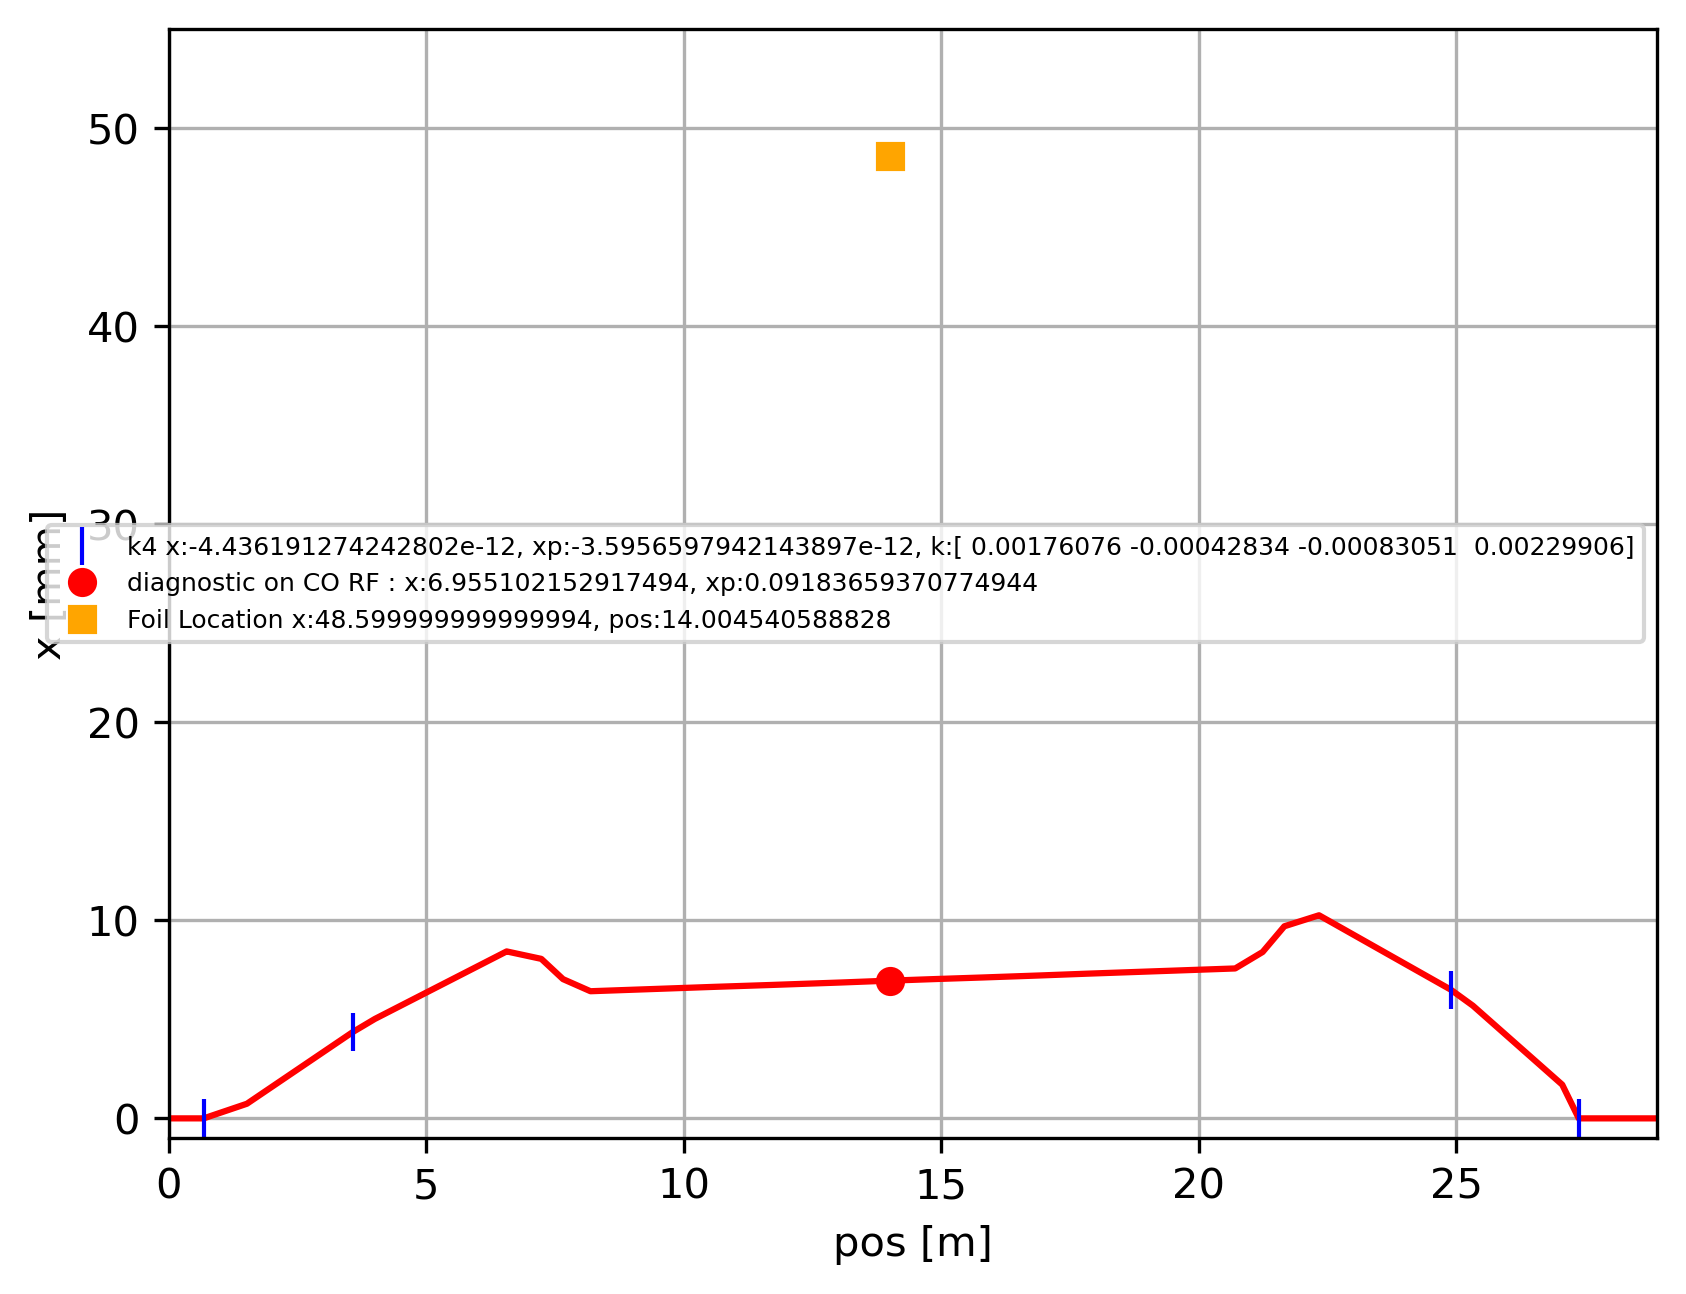 50
40
30
20
10
0
x [mm]
k4 x:-4.436191274242802e-12, xp:-3.5956597942143897e-12, k:[ 0.00176076 -0.00042834 -0.00083051  0.00229906]
diagnostic on CO RF : x:6.955102152917494, xp:0.09183659370774944
Foil Location x:48.599999999999994, pos:14.004540588828
0 5 10 15 20 25
pos [m]